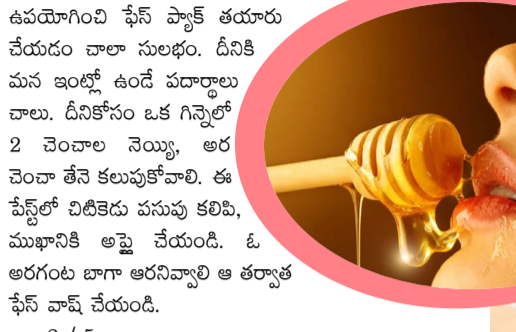 ఉపయోగించి ఫేస్ ప్యాక్ తయారు
చేయడం చాలా సులభం. దీనికి
మన ఇంట్లో ఉండే పదార్థాలు
చాలు. దీనికోసం ఒక గిన్నెలో
2 చెంచాల నెయ్యి, అర
చెంచా తేనె కలుపుకోవాలి. ఈ
పేస్ట్‌లో చిటికెడు పసుపు కలిపి,
ముఖానికి అప్లై చేయండి. ఓ
అరగంట బాగా ఆరనివ్వాలి ఆ తర్వాత
ఫేస్ వాష్ చేయండి.